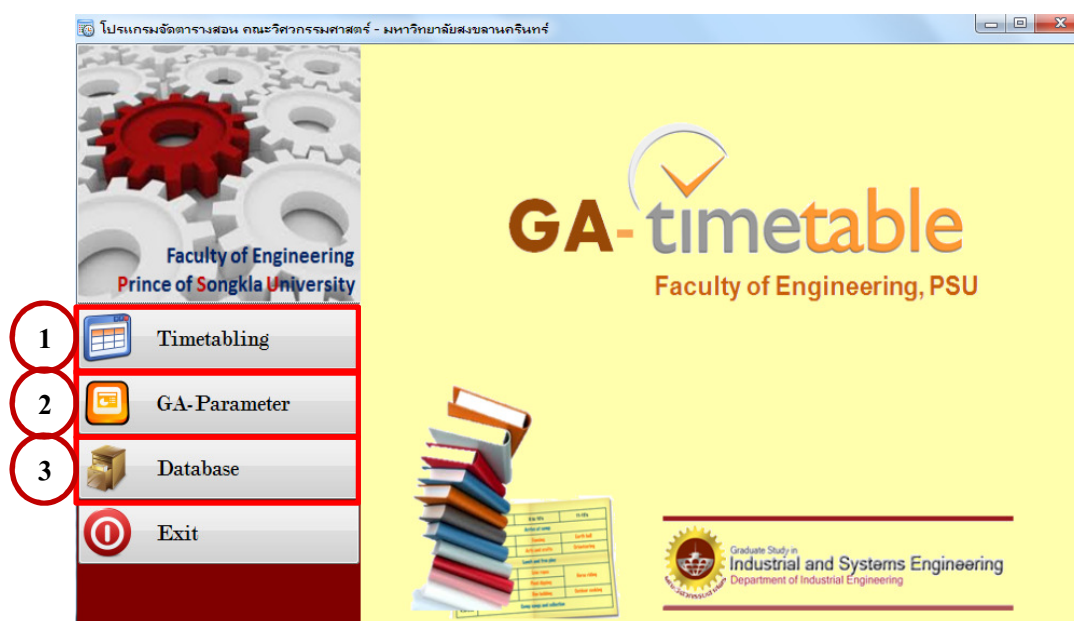 โปรแกรมจัดตารางสอน คณะวิศวกรรมศาสตร์ - มหาวิทยาลัยสงขลานครินทร์
Faculty of Engineering
Prince of Songkla University
GA-timetable
Faculty of Engineering, PSU
1
Timetabling
2
GA-Parameter
3
Database
Exit
Graduate Study in
Industrial and Systems Engineering
Department of Industrial Engineering